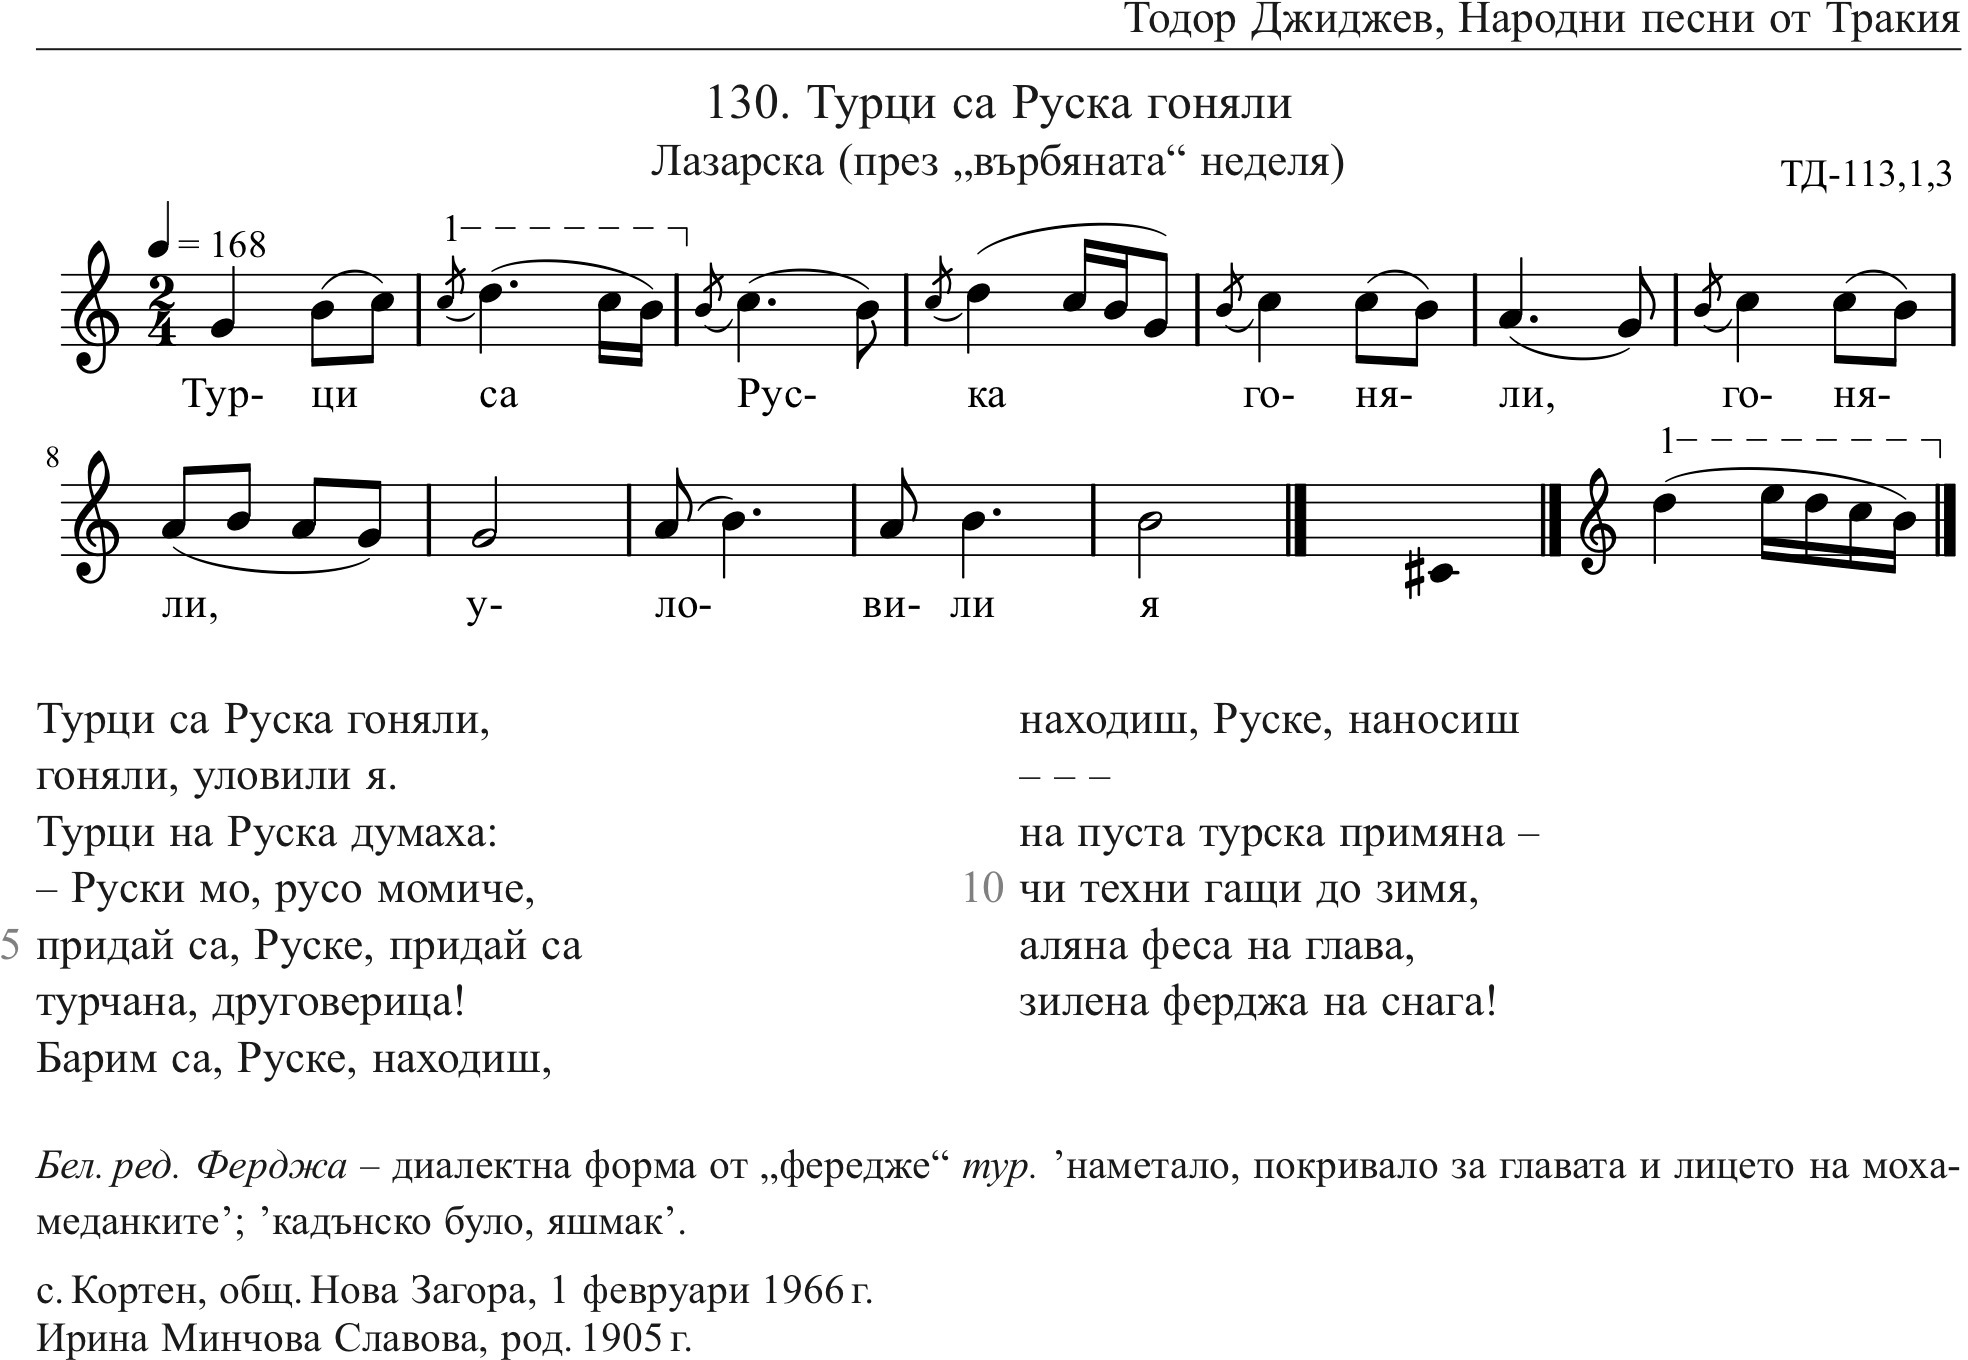 Тодор Джиджев, Народни песни от Тракия
130. Турци са Руска гоняли
Лазарска (през „върбяната“ неделя)
ТД-113,1,3
= 168
1
2
4
Тур- ци са Рус- ка го- ня- ли, го- ня-
8
1
ли, у- ло- ви- ли я
Турци са Руска гоняли,
гоняли, уловили я.
Турци на Руска думаха:
– Руски мо, русо момиче,
5 придай са, Руске, придай са
турчана, друговерица!
Барим са, Руске, находиш,
находиш, Руске, наносиш
– – –
на пуста турска примяна –
10 чи техни гащи до зимя,
аляна феса на глава,
зилена ферджа на снага!
Бел. ред. Ферджа – диалектна форма от „фередже“ тур. ’наметало, покривало за главата и лицето на моха-
меданките’; ’кадънско було, яшмак’.
с. Кортен, общ. Нова Загора, 1 февруари 1966 г.
Ирина Минчова Славова, род. 1905 г.